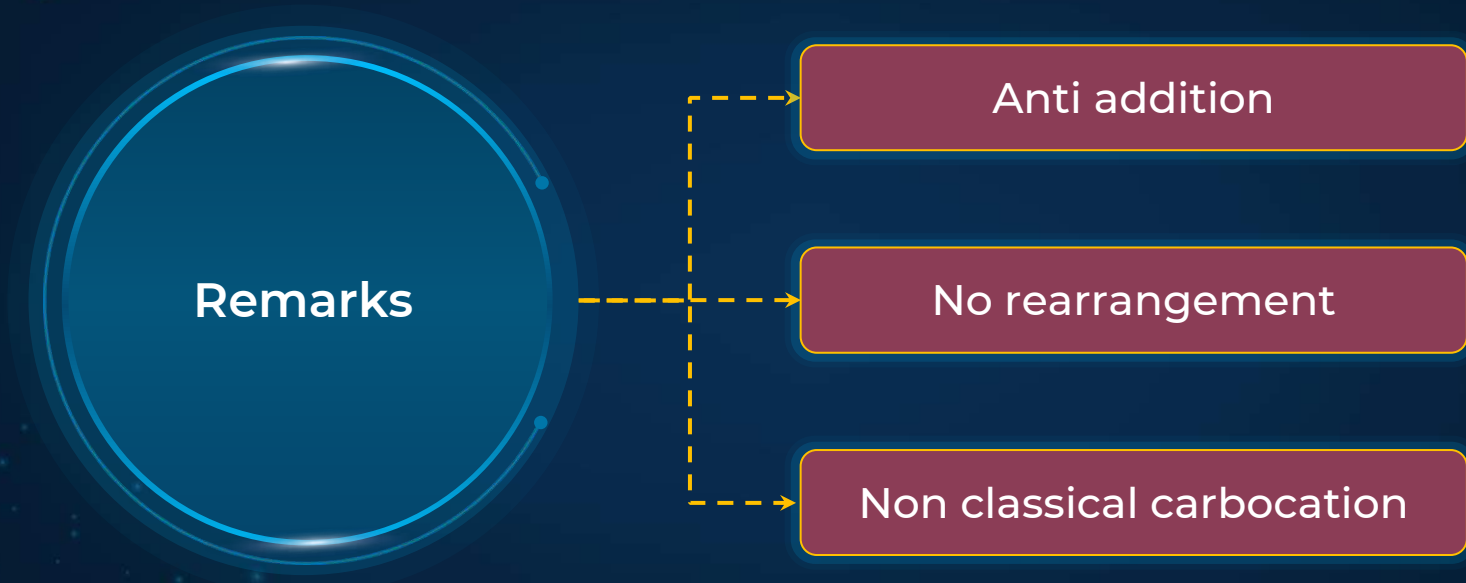 Remarks
Anti addition
No rearrangement
Non classical carbocation